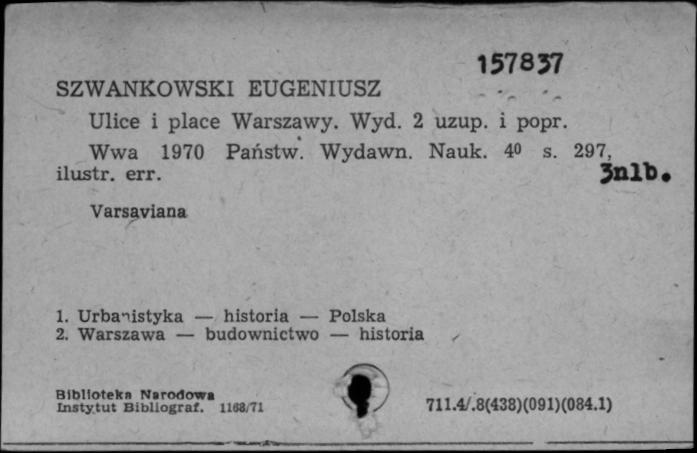 157837
SZWANKOWSKI EUGENIUSZ
Ulice i place Warszawy. Wyd. 2 uzup. i popr.
Wwa 1970 Państw. Wydawn. Nauk. 4⁰ s. 297,
ilustr. err. 3nlb.
Varsaviana
1. Urbanistyka — historia — Polska
2. Warszawa — budownictwo — historia
Biblioteka Narodowa
Instytut Bibliograf. 1168/71
711.4/.8(438)(091)(084.1)